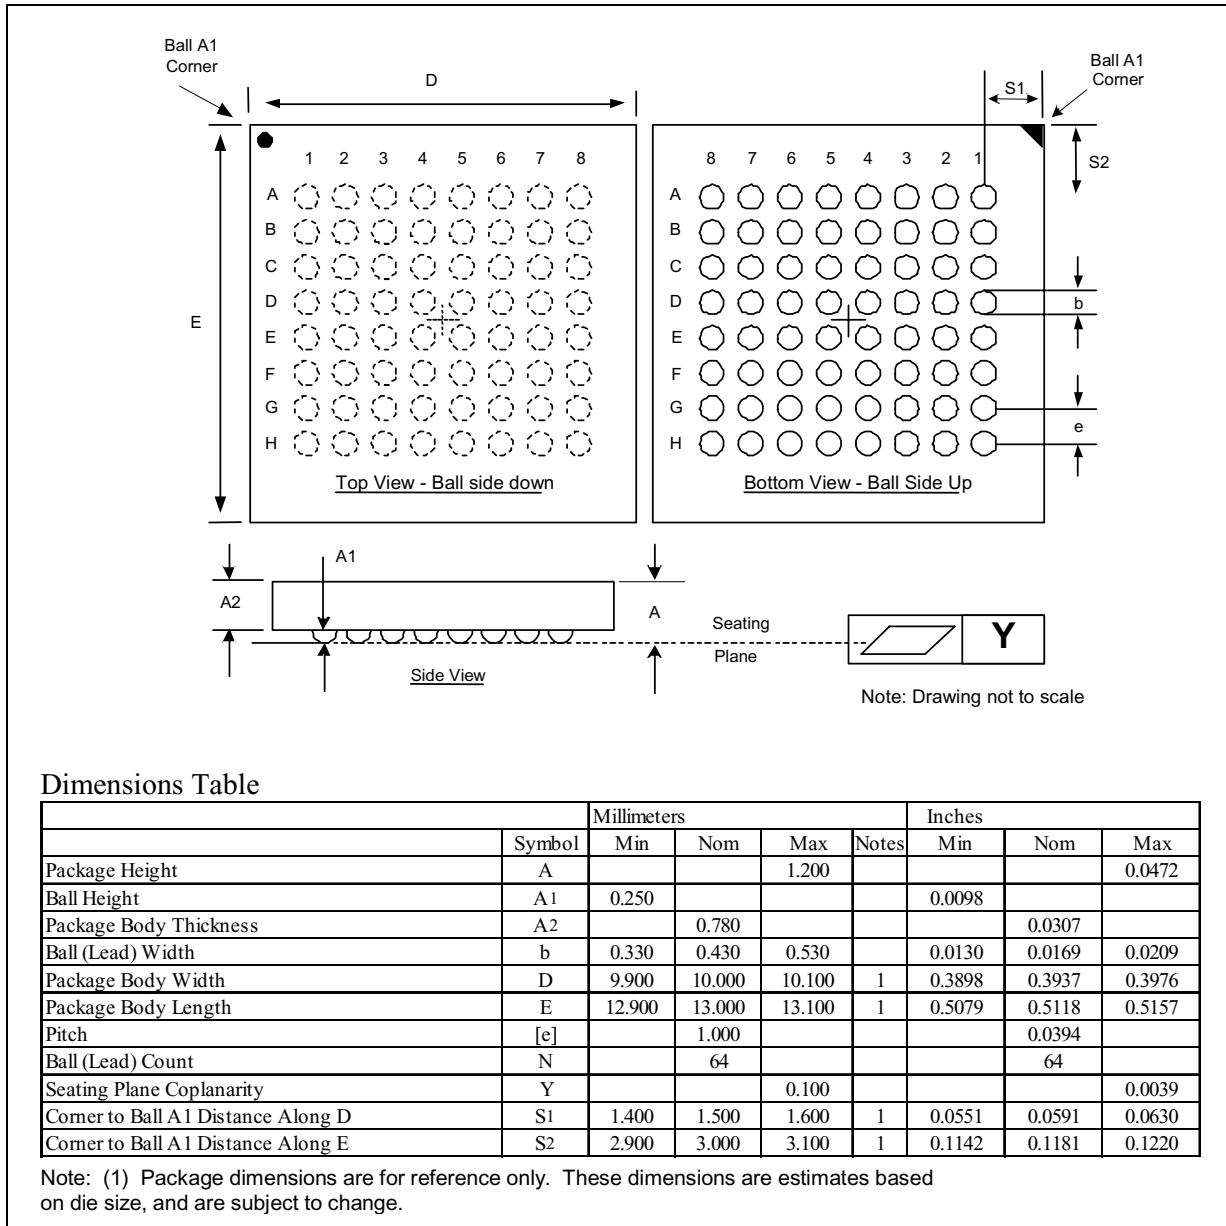 Ball A1
Corner
D
S1
Ball A1
Corner
E
S2
1 2 3 4 5 6 7 8
A
B
C
D
E
F
G
H
Top View - Ball side down
8 7 6 5 4 3 2 1
A
B
C
D
E
F
G
H
b
e
Bottom View - Ball Side Up
A1
A2
A
Seating
Plane
Side View
Y
Note: Drawing not to scale
Dimensions Table
Millimeters Inches
Symbol Min Nom Max Notes Min Nom Max
Package Height A 1.200 0.0472
Ball Height A1 0.250 0.0098
Package Body Thickness A2 0.780 0.0307
Ball (Lead) Width b 0.330 0.430 0.530 0.0130 0.0169 0.0209
Package Body Width D 9.900 10.000 10.100 1 0.3898 0.3937 0.3976
Package Body Length E 12.900 13.000 13.100 1 0.5079 0.5118 0.5157
Pitch [e] 1.000 0.0394
Ball (Lead) Count N 64 64
Seating Plane Coplanarity Y 0.100 0.0039
Corner to Ball A1 Distance Along D S1 1.400 1.500 1.600 1 0.0551 0.0591 0.0630
Corner to Ball A1 Distance Along E S2 2.900 3.000 3.100 1 0.1142 0.1181 0.1220
Note: (1) Package dimensions are for reference only. These dimensions are estimates based
on die size, and are subject to change.